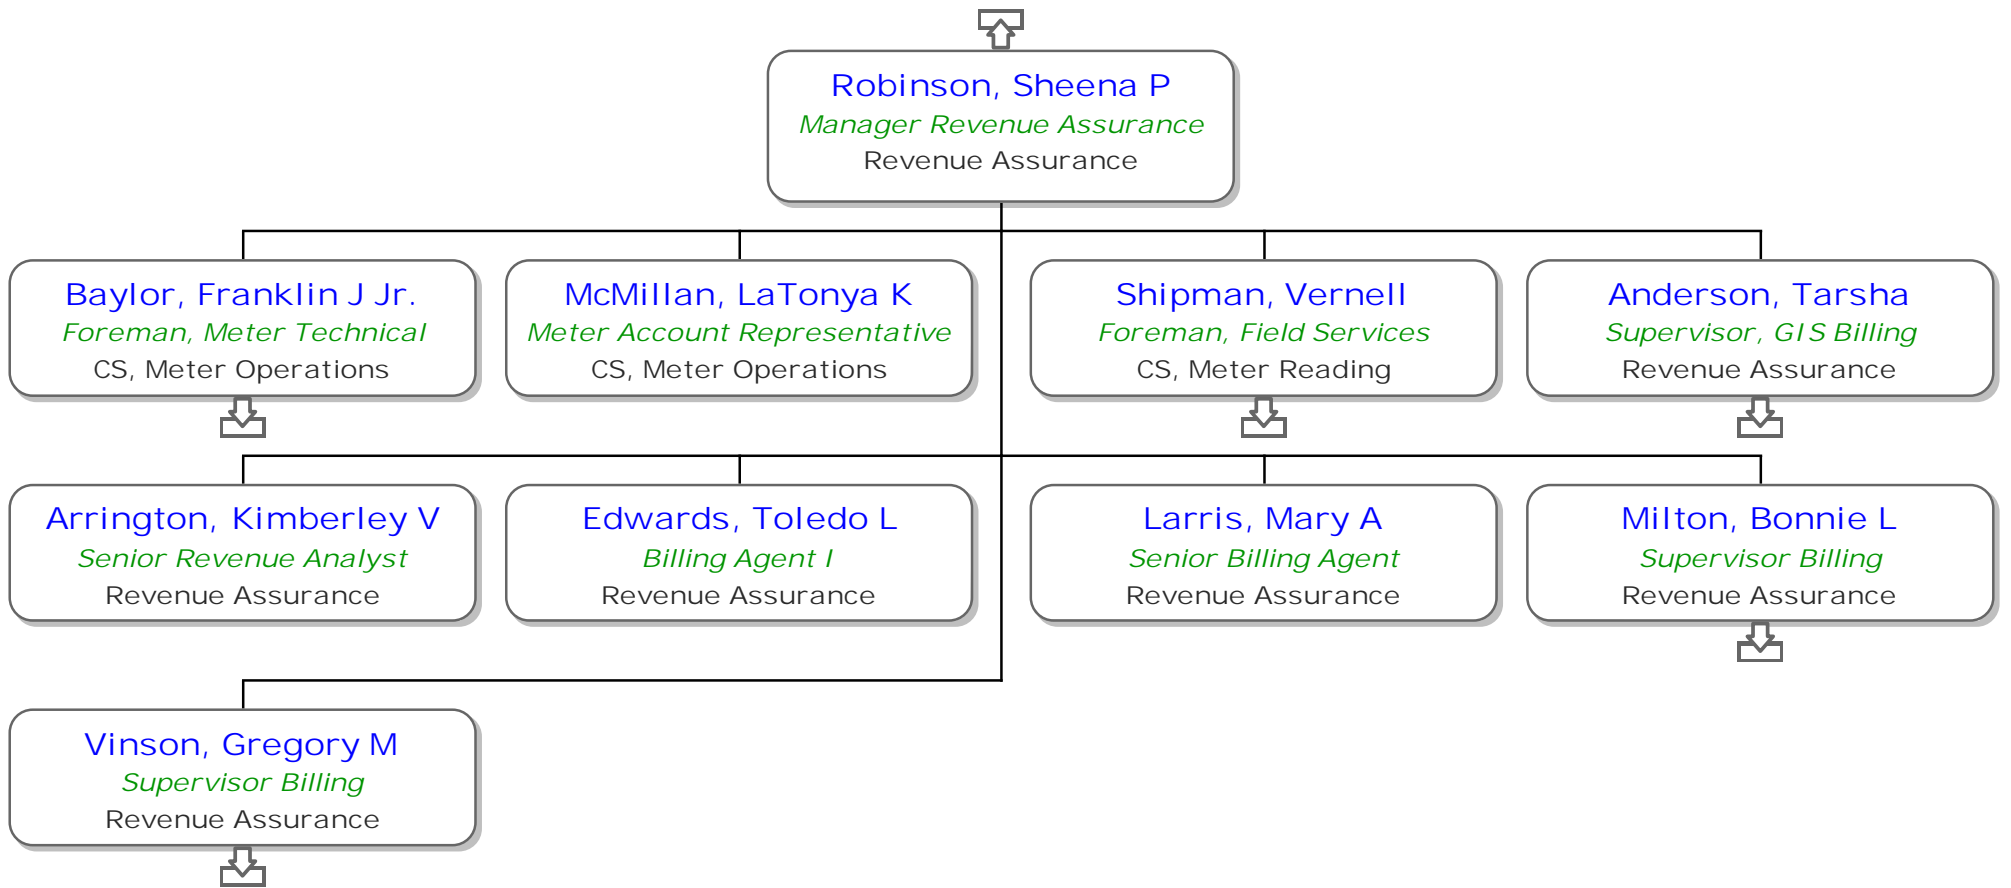 Robinson, Sheena P
Manager Revenue Assurance
Revenue Assurance
Baylor, Franklin J Jr.
Foreman, Meter Technical
CS, Meter Operations
McMillan, LaTonya K
Meter Account Representative
CS, Meter Operations
Shipman, Vernell
Foreman, Field Services
CS, Meter Reading
Anderson, Tarsha
Supervisor, GIS Billing
Revenue Assurance
Arrington, Kimberley V
Senior Revenue Analyst
Revenue Assurance
Edwards, Toledo L
Billing Agent I
Revenue Assurance
Larris, Mary A
Senior Billing Agent
Revenue Assurance
Milton, Bonnie L
Supervisor Billing
Revenue Assurance
Vinson, Gregory M
Supervisor Billing
Revenue Assurance